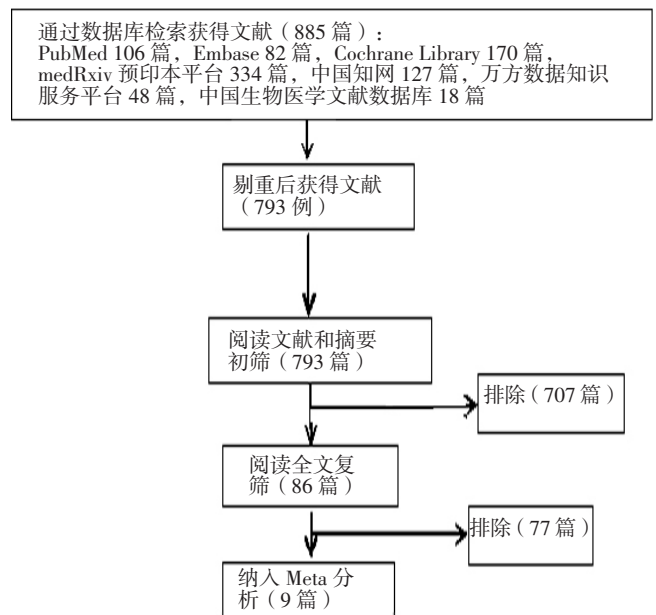 通过数据库检索获得文献（885 篇）：
PubMed 106 篇，Embase 82 篇，Cochrane Library 170 篇，
medRxiv 预印本平台 334 篇，中国知网 127 篇，万方数据知识
服务平台 48 篇，中国生物医学文献数据库 18 篇
剔重后获得文献
（793 例）
阅读文献和摘要
初筛（793 篇）
排除（707 篇）
阅读全文复
筛（86 篇）
排除（77 篇）
纳入 Meta 分
析（9 篇）